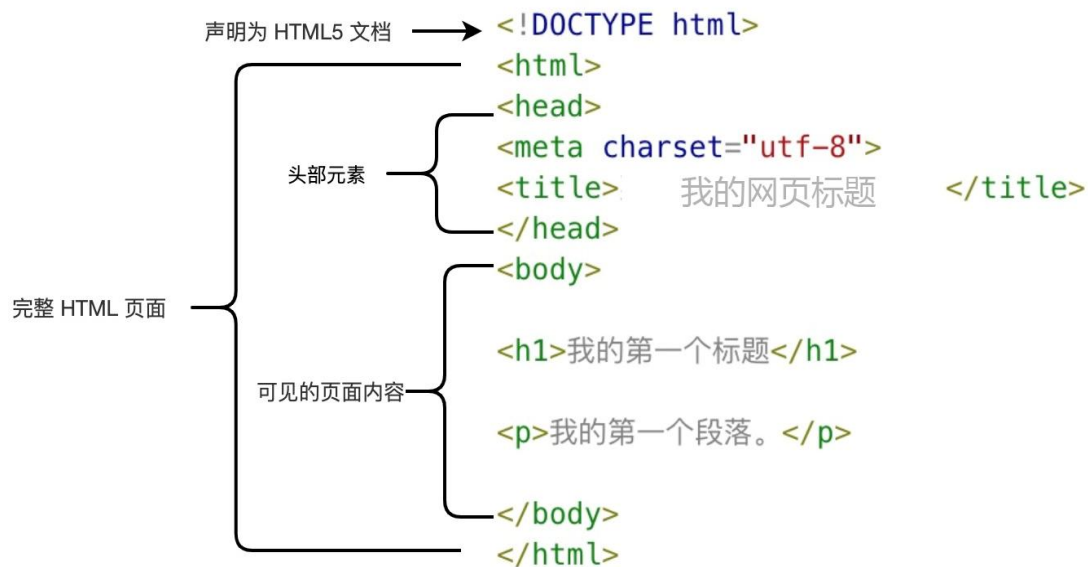 声明为 HTML5 文档
<!DOCTYPE html>
<html>
<head>
<meta charset="utf-8">
头部元素
<title> 我的网页标题 </title>
</head>
<body>
完整 HTML 页面
<h1>我的第一个标题</h1>
可见的页面内容
<p>我的第一个段落。</p>
</body>
</html>